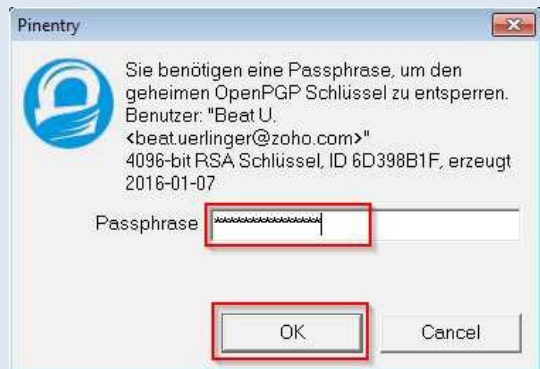 Pinentry
Sie benötigen eine Passphrase, um den
geheimen OpenPGP Schlüssel zu entsperren.
Benutzer: "Beat U.
<beat.uerlinger@zoho.com>"
4096-bit RSA Schlüssel, ID 6D398B1F, erzeugt
2016-01-07
Passphrase
OK Cancel